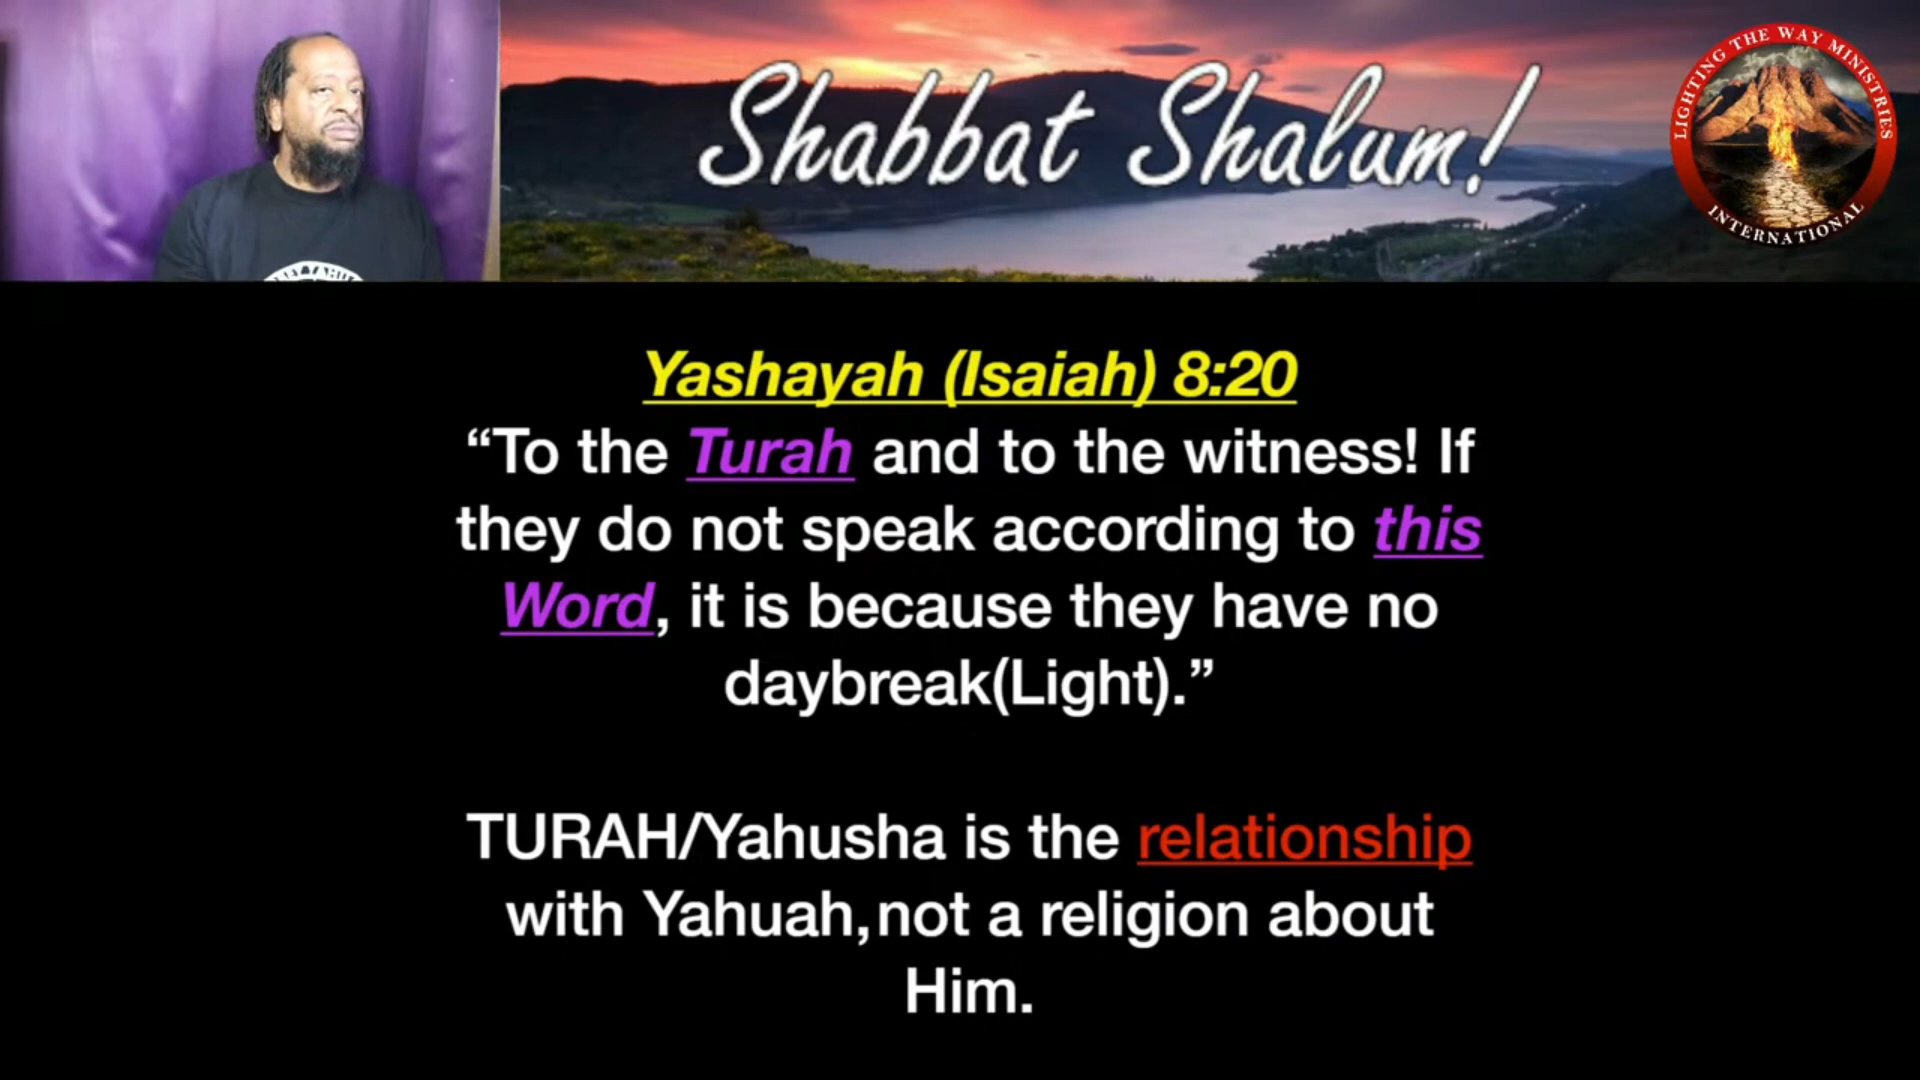 Shabbat Shalum!
LIGHTING THE WAY MINISTRIES
INTERNATIONAL
Yashayah (Isaiah) 8:20
“To the Turah and to the witness! If
they do not speak according to this
Word, it is because they have no
daybreak(Light).”
TURAH/Yahusha is the relationship
with Yahuah, not a religion about
Him.